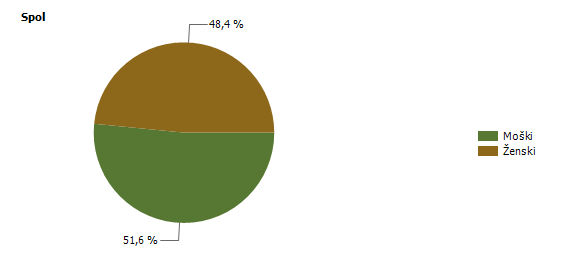 Spol
48,4 %
Moški
Ženski
51,6 %